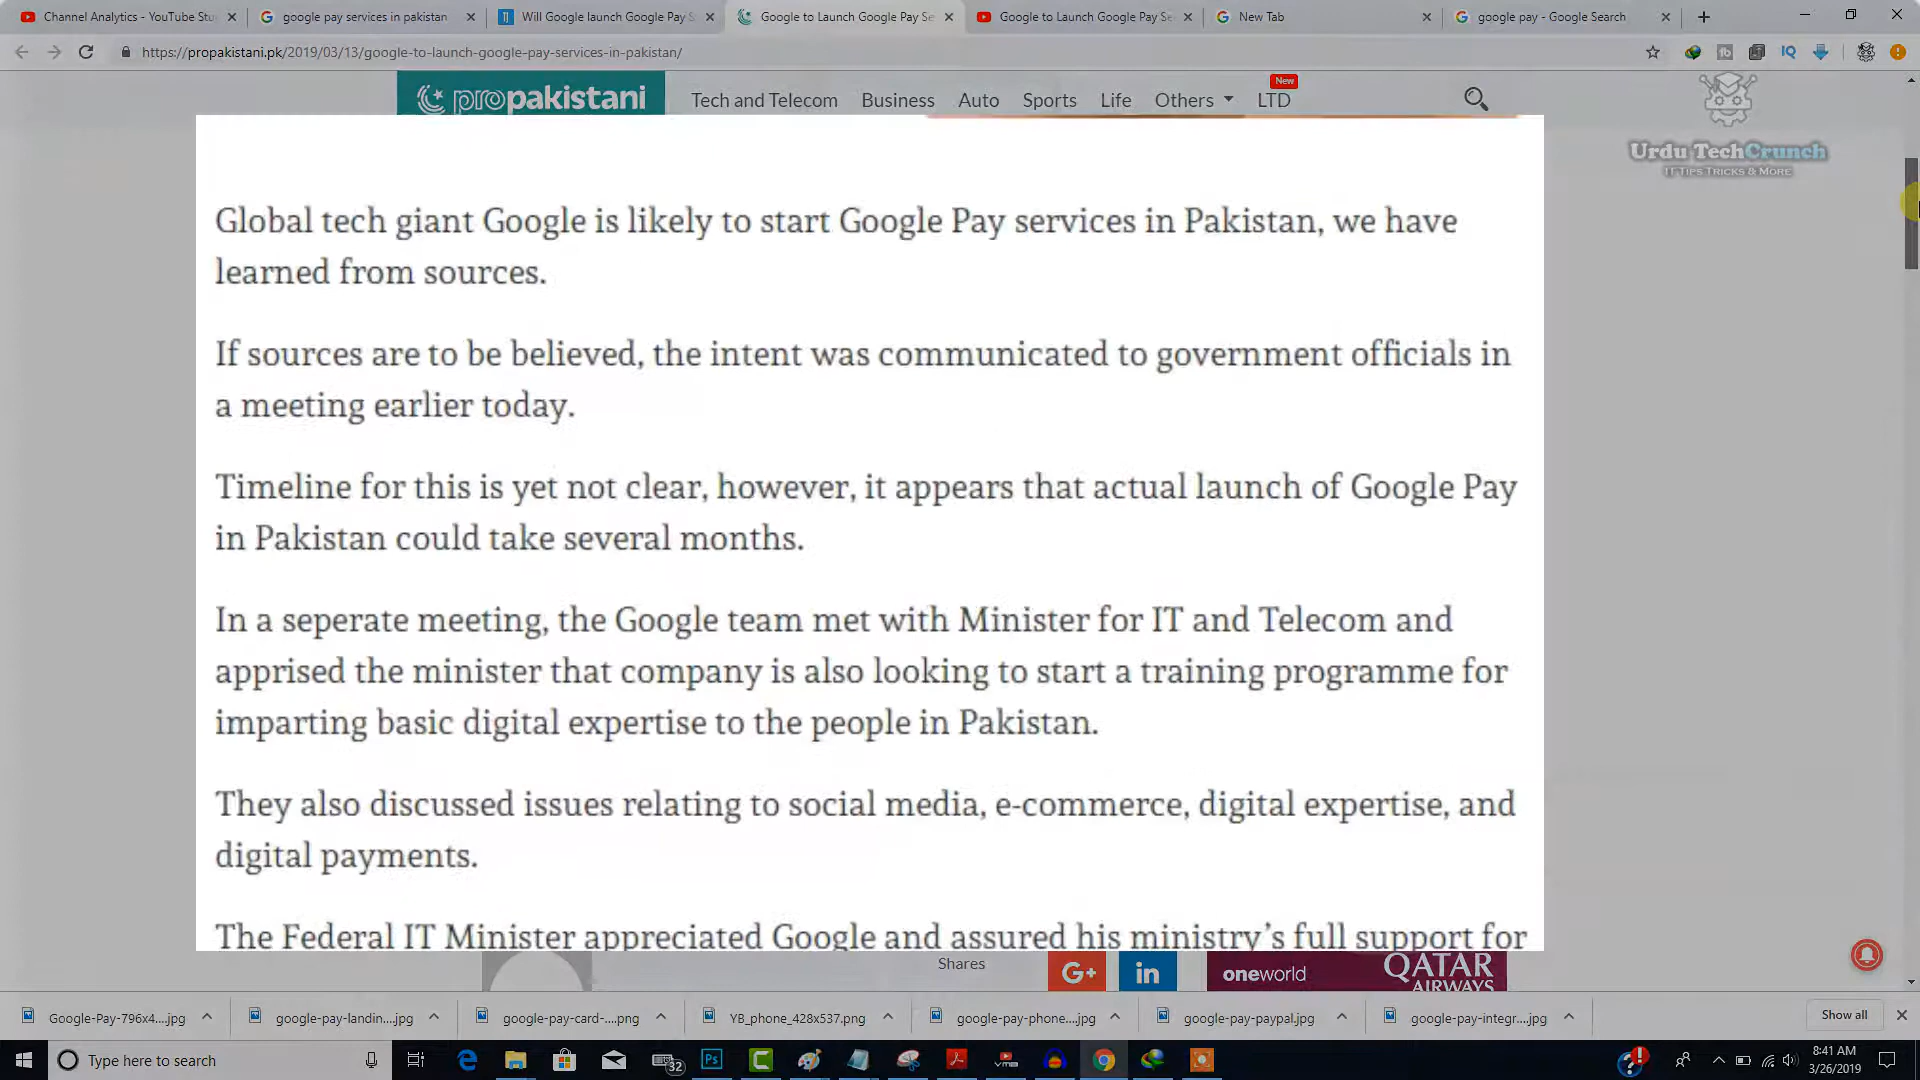 Channel Analytics - YouTube Stu
google pay services in pakistan
Will Google launch Google Pay S
Google to Launch Google Pay Se
Google to Launch Google Pay Se
New Tab
google pay - Google Search
https://propakistani.pk/2019/03/13/google-to-launch-google-pay-services-in-pakistan/
propakistani
Tech and Telecom
Business
Auto
Sports
Life
Others
LTD
New
Urdu TechCrunch
IT TIPS TRICKS & MORE
Global tech giant Google is likely to start Google Pay services in Pakistan, we have
learned from sources.
If sources are to be believed, the intent was communicated to government officials in
a meeting earlier today.
Timeline for this is yet not clear, however, it appears that actual launch of Google Pay
in Pakistan could take several months.
In a seperate meeting, the Google team met with Minister for IT and Telecom and
apprised the minister that company is also looking to start a training programme for
imparting basic digital expertise to the people in Pakistan.
They also discussed issues relating to social media, e-commerce, digital expertise, and
digital payments.
The Federal IT Minister appreciated Google and assured his ministry's full support for
Shares
G+
in
oneworld
QATAR
AIRWAYS
Google-Pay-796x4....jpg
google-pay-landin....jpg
google-pay-card-....png
YB_phone_428x537.png
google-pay-phone....jpg
google-pay-paypal.jpg
google-pay-integr....jpg
Show all
Type here to search
32
Ps
8:41 AM
3/26/2019